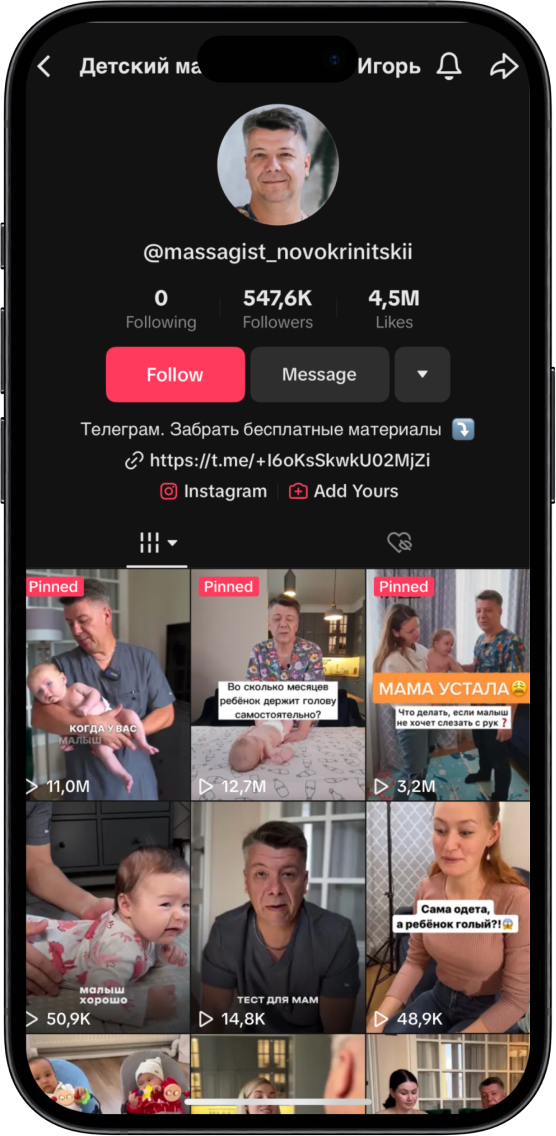 Детский ма
Игорь
@massagist_novokrinitskii
0
547,6K
4,5M
Following
Followers
Likes
Follow
Message
Телеграм. Забрать бесплатные материалы ⤵️
https://t.me/+I6oKsSkwkU02MjZi
Instagram
Add Yours
Pinned
КОГДА У ВАС
МАЛЫШ
11,0M
Pinned
Во сколько месяцев
ребёнок держит голову
самостоятельно?
12,7M
Pinned
МАМА УСТАЛА😩
Что делать, если малыш
не хочет слезать с рук❓
3,2M
малыш
хорошо
50,9K
ТЕСТ ДЛЯ МАМ
14,8K
Сама одета,
а ребёнок голый?!😱
48,9K